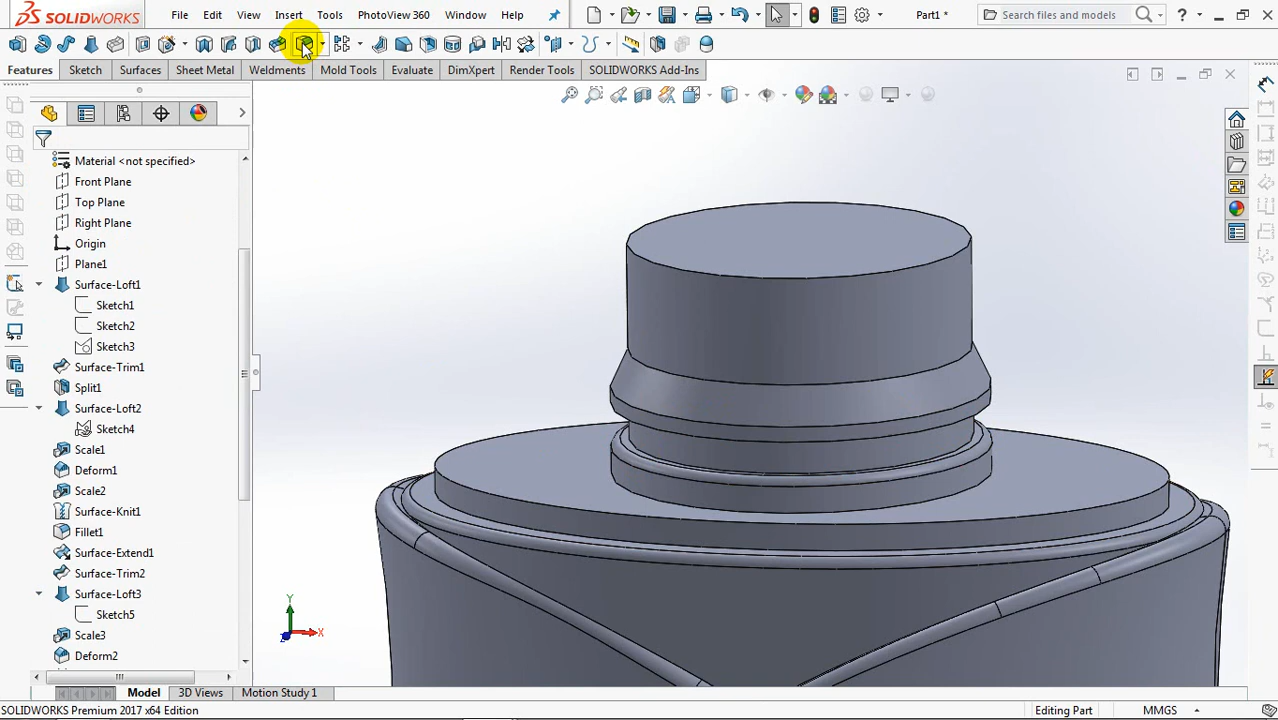 SOLIDWORKS File Edit View Insert Tools PhotoView 360 Window Help Part1 * Search files and models ?
Features Sketch Surfaces Sheet Metal Weldments Mold Tools Evaluate DimXpert Render Tools SOLIDWORKS Add-Ins
Material <not specified>
Front Plane
Top Plane
Right Plane
Origin
Plane1
Surface-Loft1
Sketch1
Sketch2
Sketch3
Surface-Trim1
Split1
Surface-Loft2
Sketch4
Scale1
Deform1
Scale2
Surface-Knit1
Fillet1
Surface-Extend1
Surface-Trim2
Surface-Loft3
Sketch5
Scale3
Deform2
Y
X
Z
Model 3D Views Motion Study 1
SOLIDWORKS Premium 2017 x64 Edition Editing Part MMGS